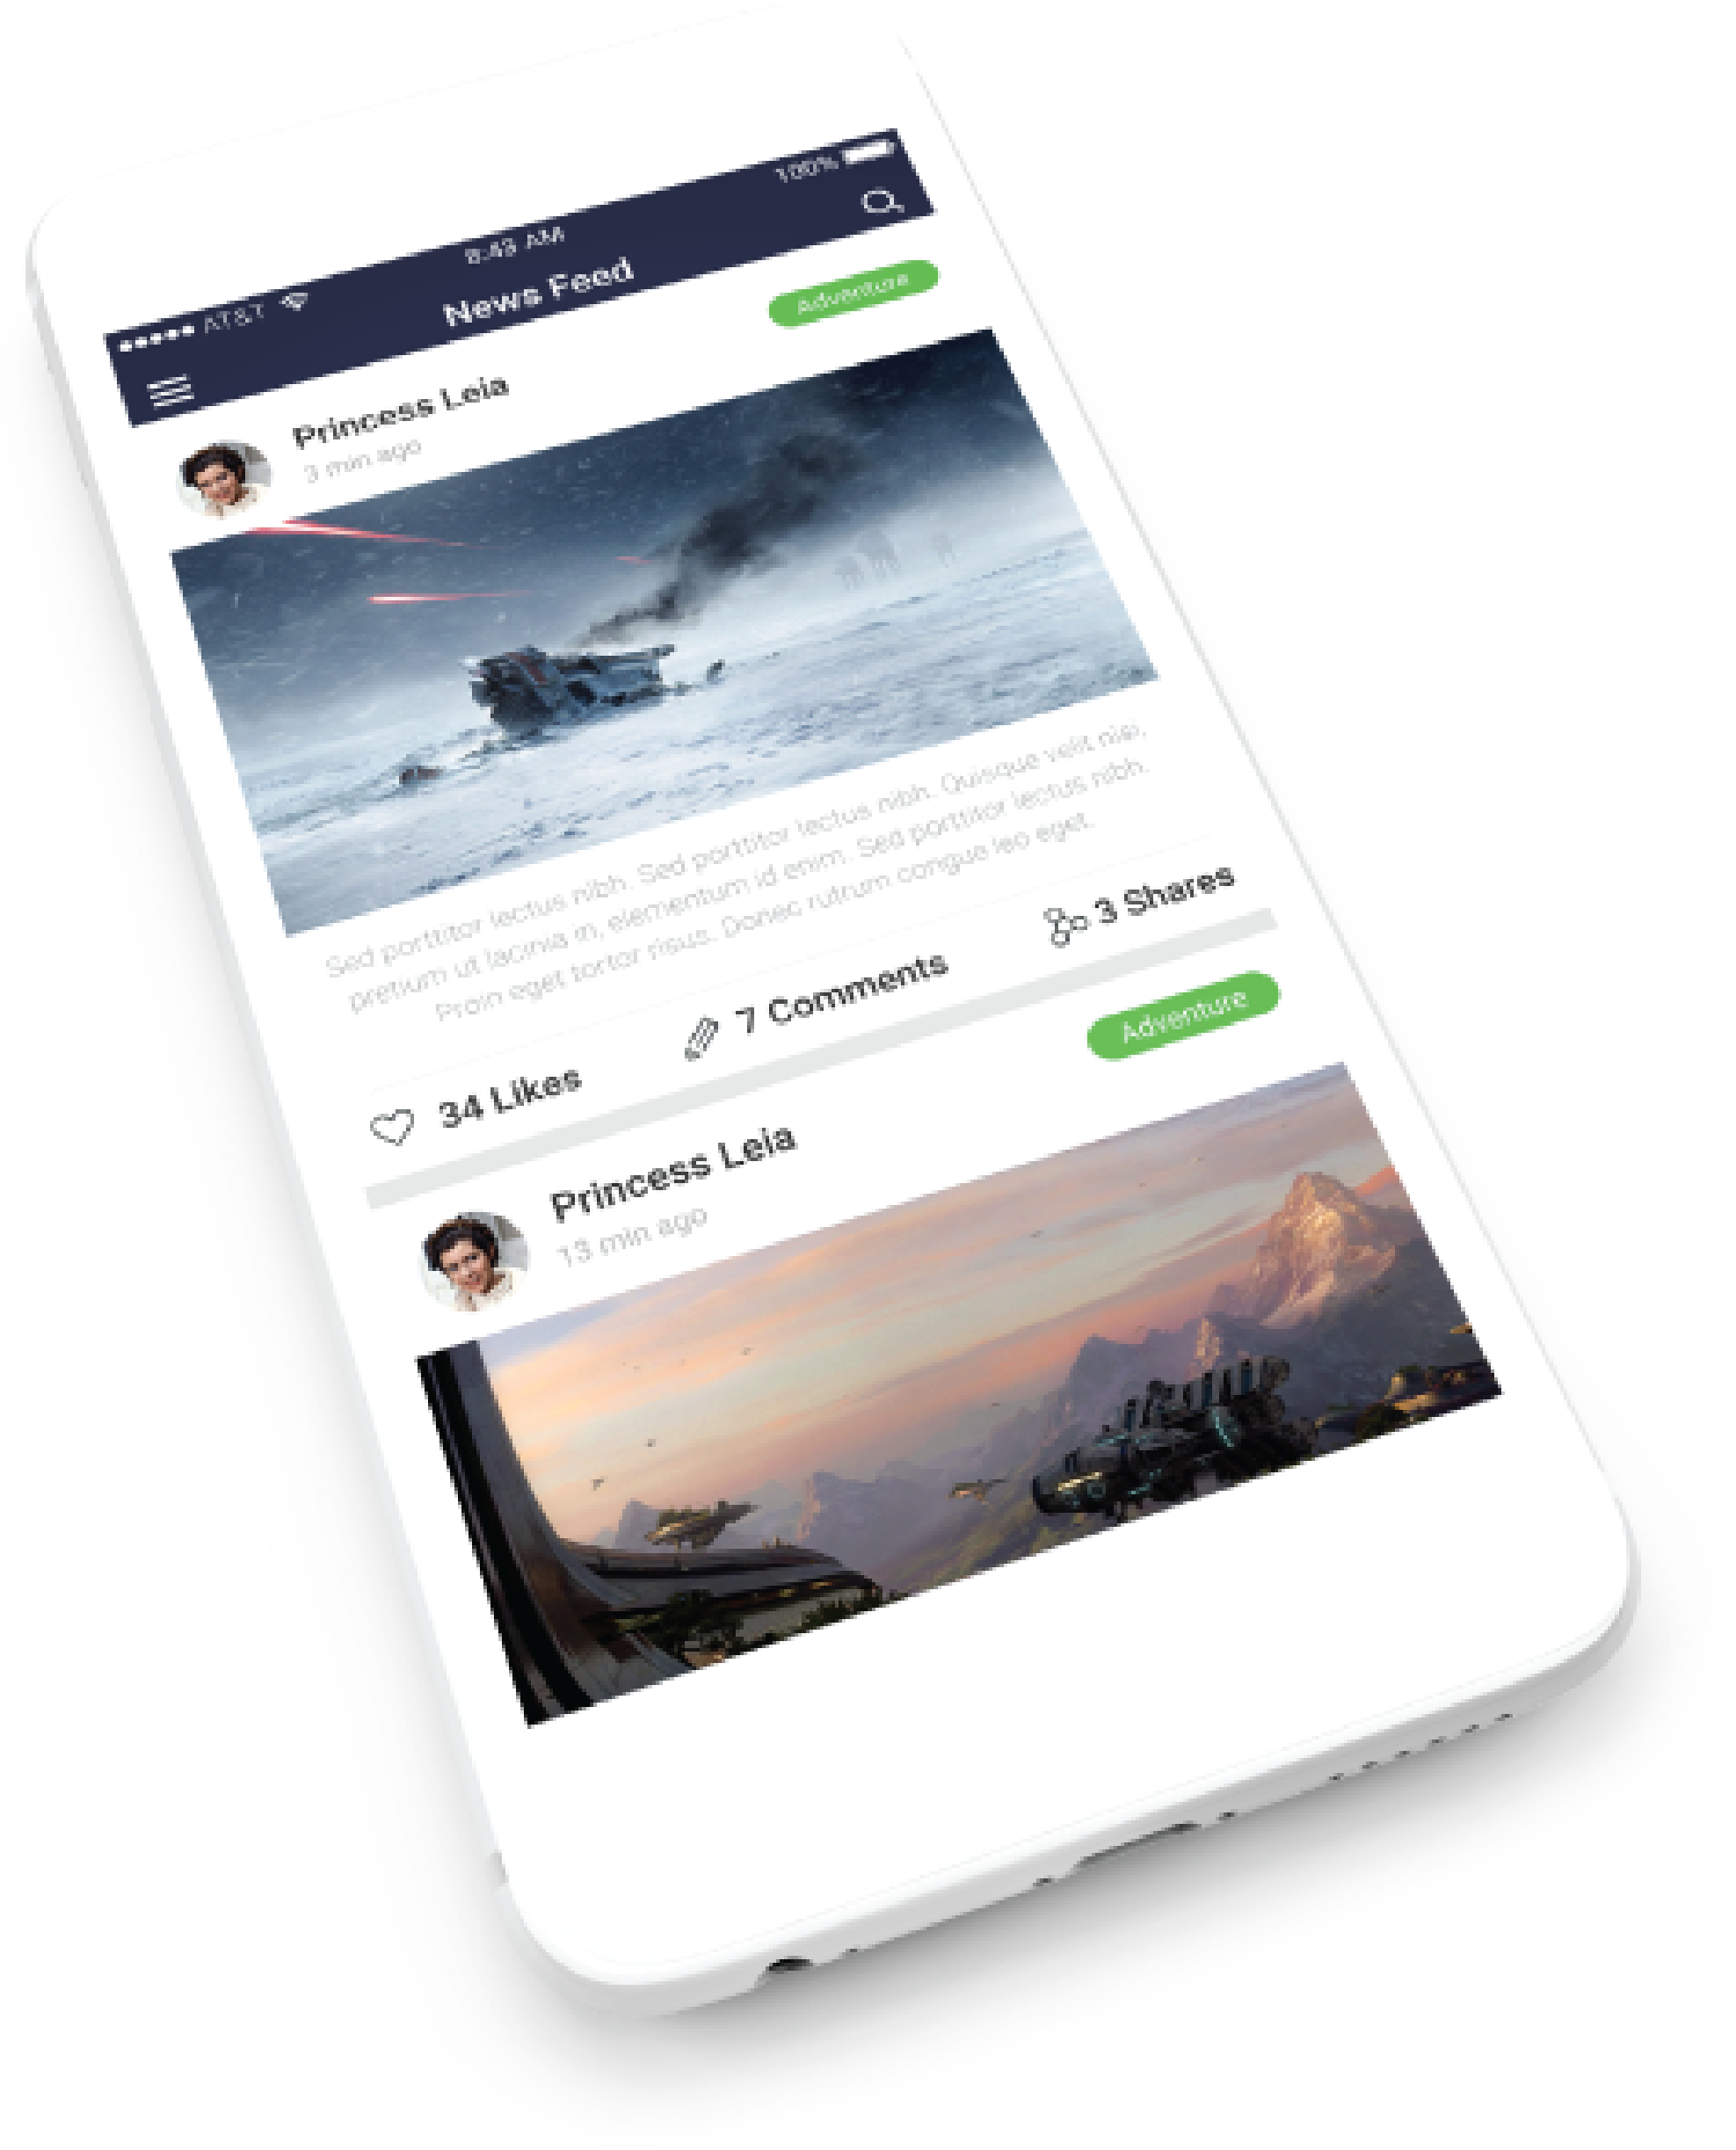 AT&T
8:43 AM
100%
News Feed
Princess Leia
3 min ago
Adventure
Sed porttitor lectus nibh. Sed porttitor lectus nibh. Quisque velit nisi,
pretium ut lacinia in, elementum id enim. Sed porttitor lectus nibh.
Proin eget tortor risus. Donec rutrum congue leo eget.
34 Likes
7 Comments
3 Shares
Princess Leia
13 min ago
Adventure